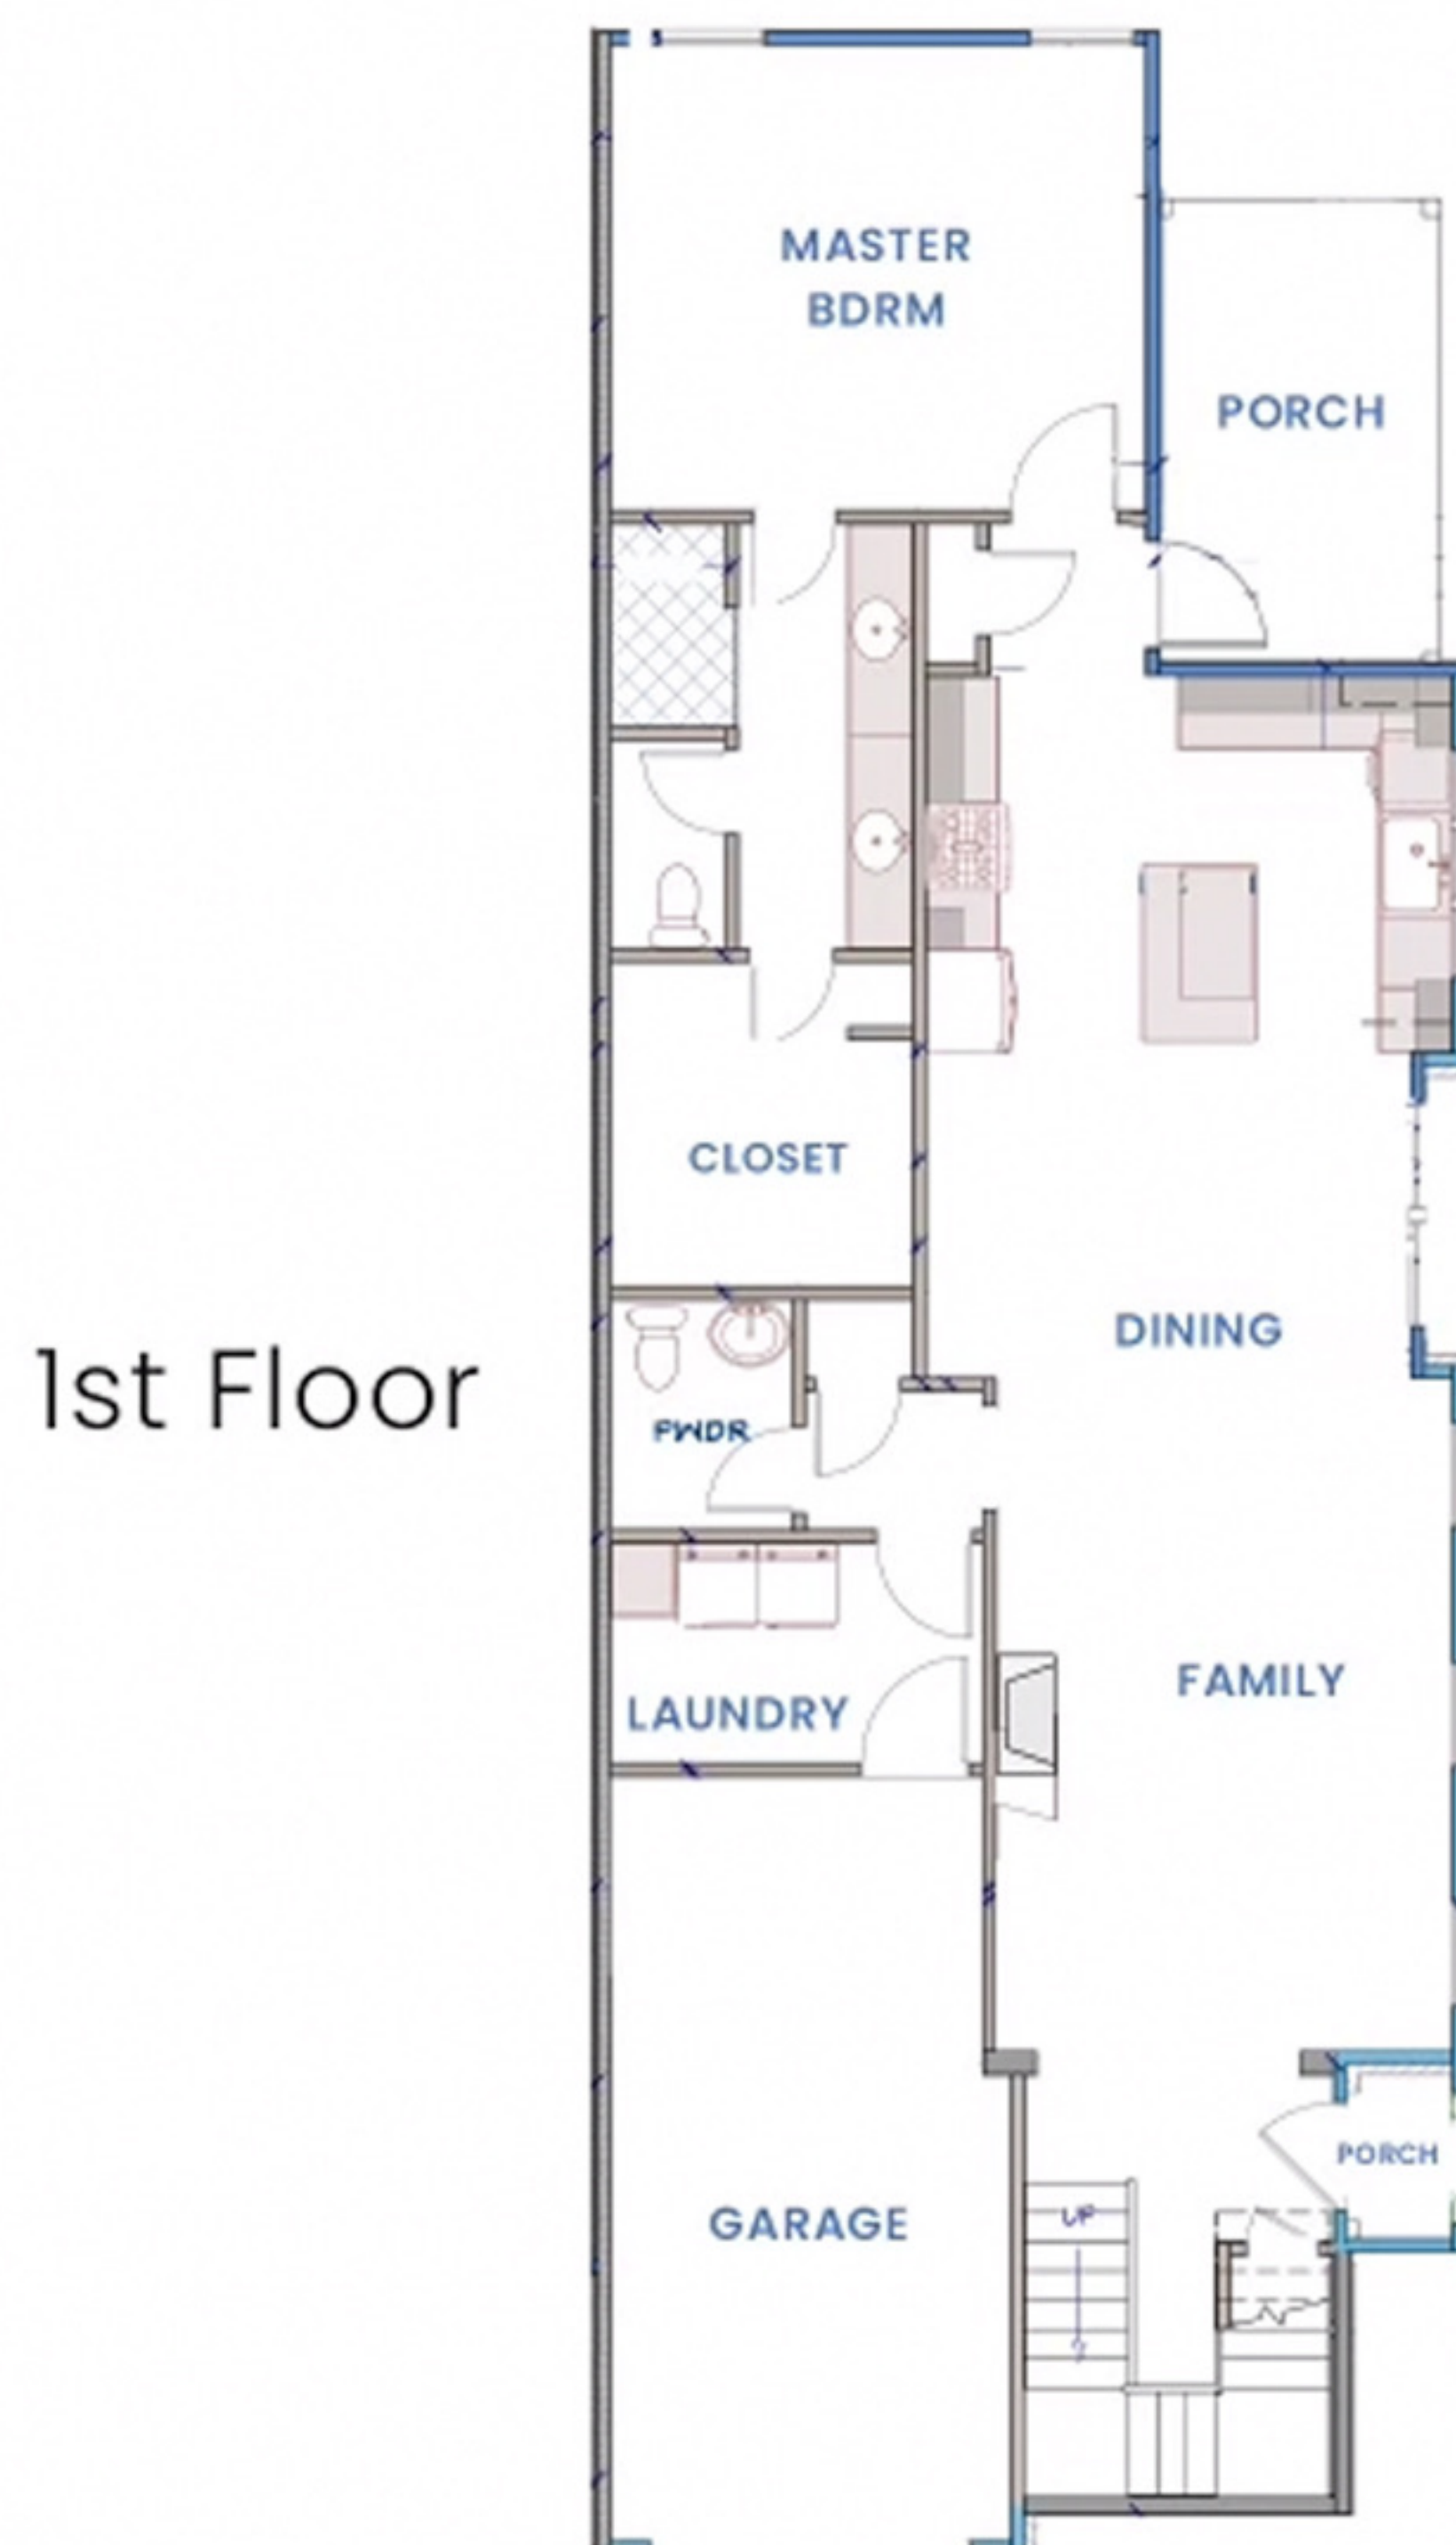 MASTER
BDRM
PORCH
CLOSET
DINING
1st Floor
PWDR
FAMILY
LAUNDRY
PORCH
UP
GARAGE